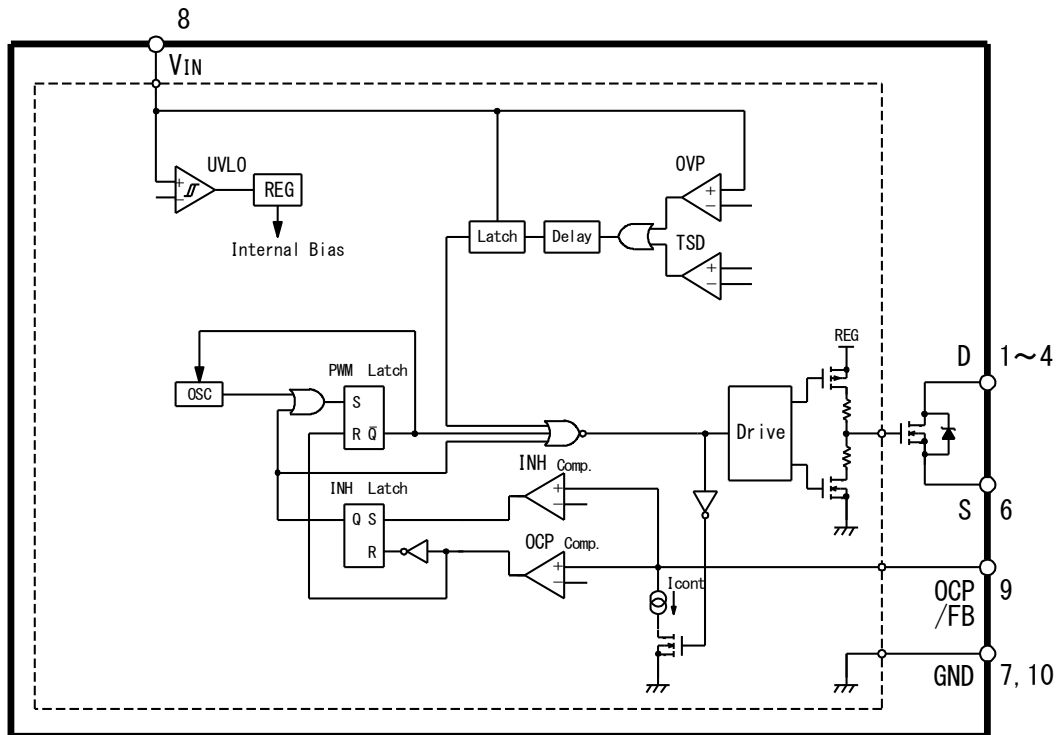 8
VIN
UVLO
+
−
REG
Internal Bias
OVP
+
−
Latch
Delay
TSD
+
−
REG
D 1～4
OSC
PWM Latch
S
R Q̄
Drive
INH Comp.
+
−
INH Latch
Q S
R
S 6
OCP Comp.
+
−
Icont
OCP
/FB
9
GND 7, 10